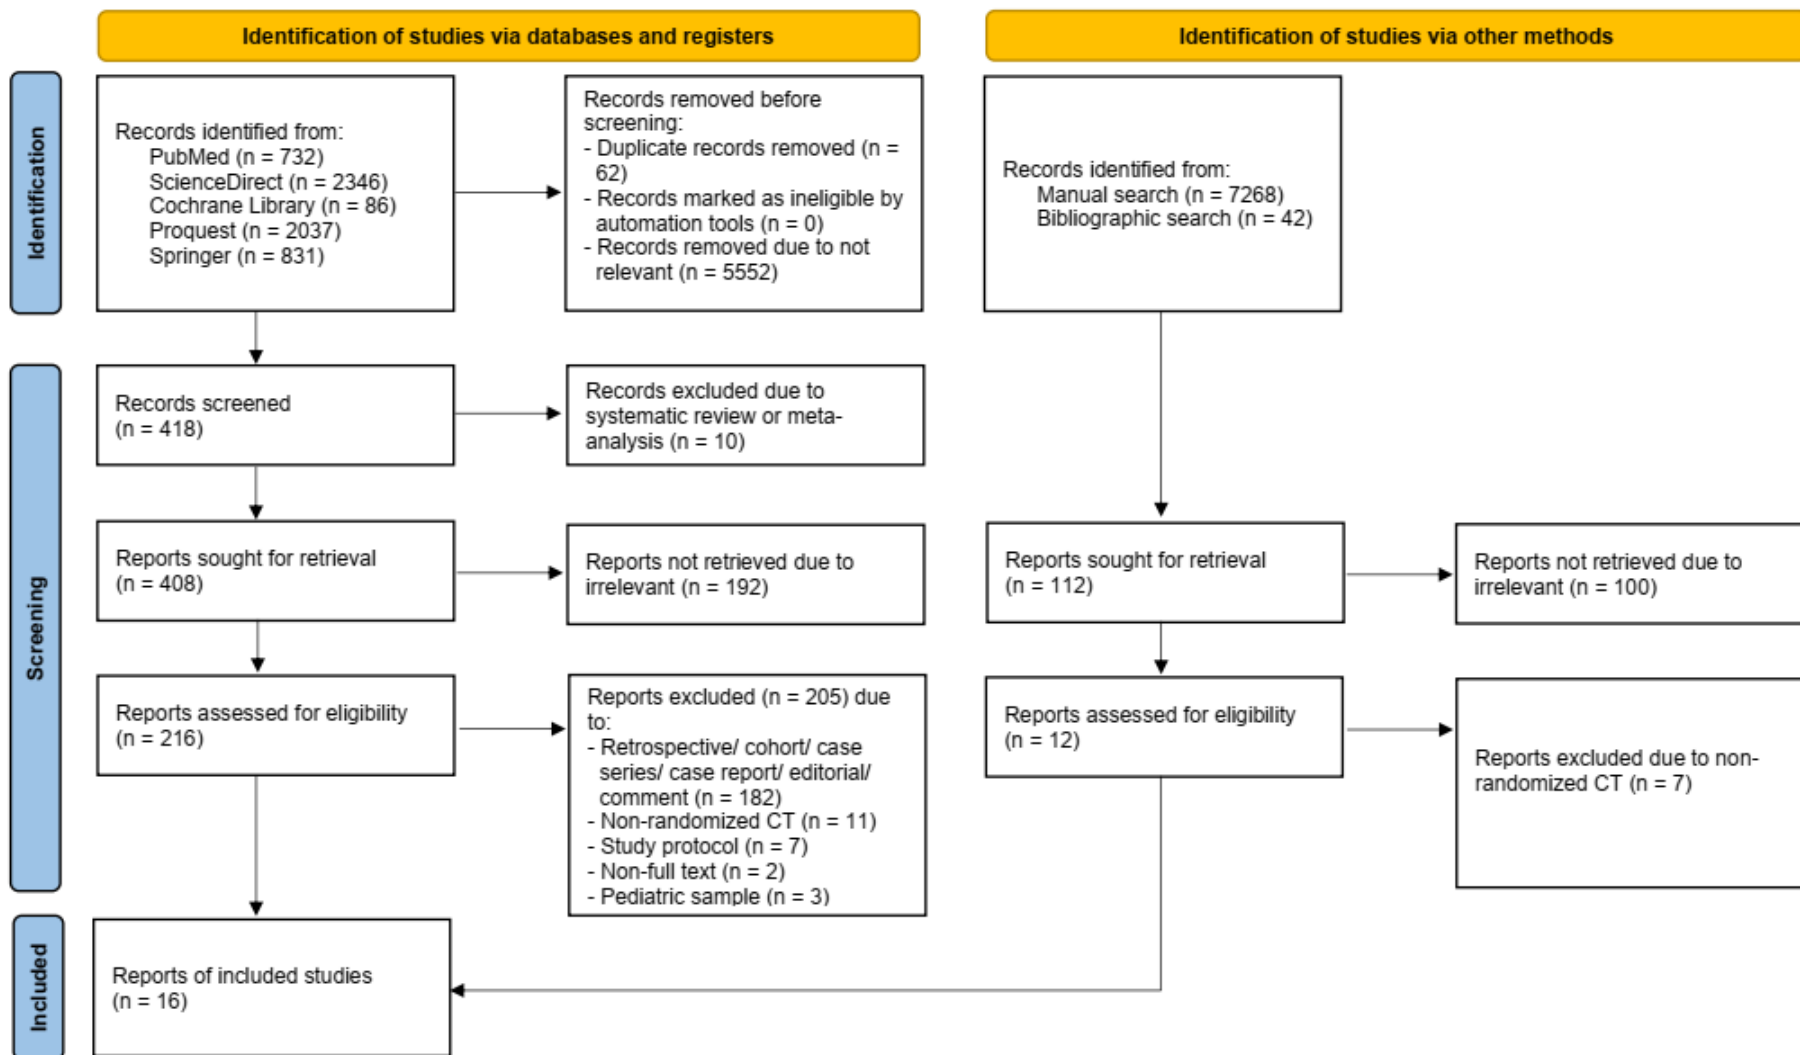 Identification of studies via databases and registers
Identification of studies via other methods
Identification
Records identified from:
PubMed (n = 732)
ScienceDirect (n = 2346)
Cochrane Library (n = 86)
Proquest (n = 2037)
Springer (n = 831)
Records removed before
screening:
- Duplicate records removed (n =
62)
- Records marked as ineligible by
automation tools (n = 0)
- Records removed due to not
relevant (n = 5552)
Records identified from:
Manual search (n = 7268)
Bibliographic search (n = 42)
Screening
Records screened
(n = 418)
Records excluded due to
systematic review or meta-
analysis (n = 10)
Reports sought for retrieval
(n = 408)
Reports not retrieved due to
irrelevant (n = 192)
Reports sought for retrieval
(n = 112)
Reports not retrieved due to
irrelevant (n = 100)
Reports assessed for eligibility
(n = 216)
Reports excluded (n = 205) due
to:
- Retrospective/ cohort/ case
series/ case report/ editorial/
comment (n = 182)
- Non-randomized CT (n = 11)
- Study protocol (n = 7)
- Non-full text (n = 2)
- Pediatric sample (n = 3)
Reports assessed for eligibility
(n = 12)
Reports excluded due to non-
randomized CT (n = 7)
Included
Reports of included studies
(n = 16)